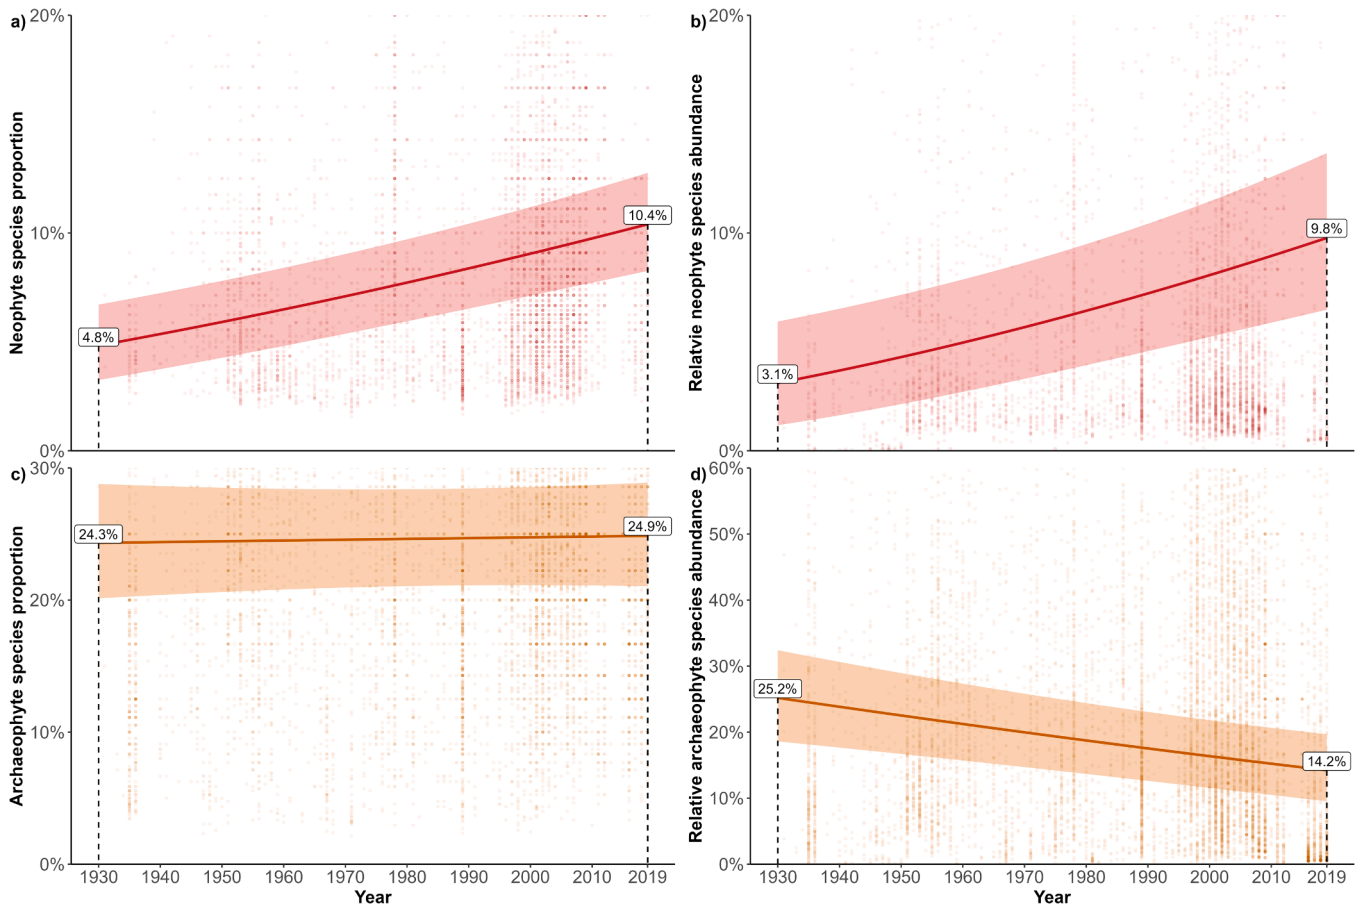 a)
Neophyte species proportion
20%
10%
0%
4.8%
10.4%
b)
Relatvie neophyte species abundance
20%
10%
0%
3.1%
9.8%
c)
Archaeophyte species proportion
30%
20%
10%
0%
24.3%
24.9%
1930 1940 1950 1960 1970 1980 1990 2000 2010 2019
Year
d)
Relative archaeophyte species abundance
60%
50%
40%
30%
20%
10%
0%
25.2%
14.2%
1930 1940 1950 1960 1970 1980 1990 2000 2010 2019
Year